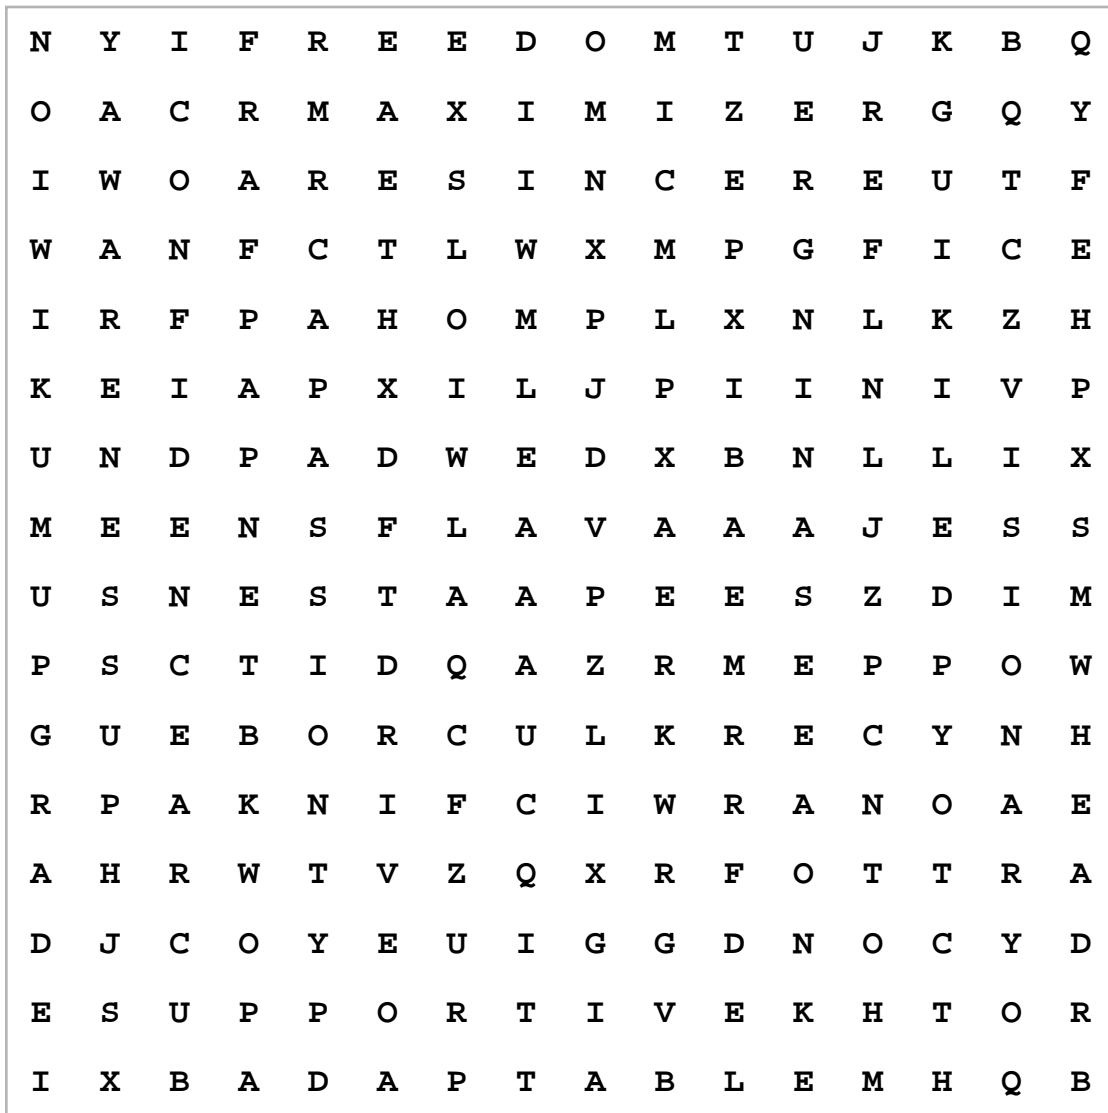 N Y I F R E E D O M T U J K B Q
O A C R M A X I M I Z E R G Q Y
I W O A R E S I N C E R E U T F
W A N F C T L W X M P G F I C E
I R F P A H O M P L X N L K Z H
K E I A P X I L J P I I N I V P
U N D P A D W E D X B N L L I X
M E E N S F L A V A A A J E S S
U S N E S T A A P E E S Z D I M
P S C T I D Q A Z R M E P P O W
G U E B O R C U L K R E C Y N H
R P A K N I F C I W R A N O A E
A H R W T V Z Q X R F O T T R A
D J C O Y E U I G G D N O C Y D
E S U P P O R T I V E K H T O R
I X B A D A P T A B L E M H Q B